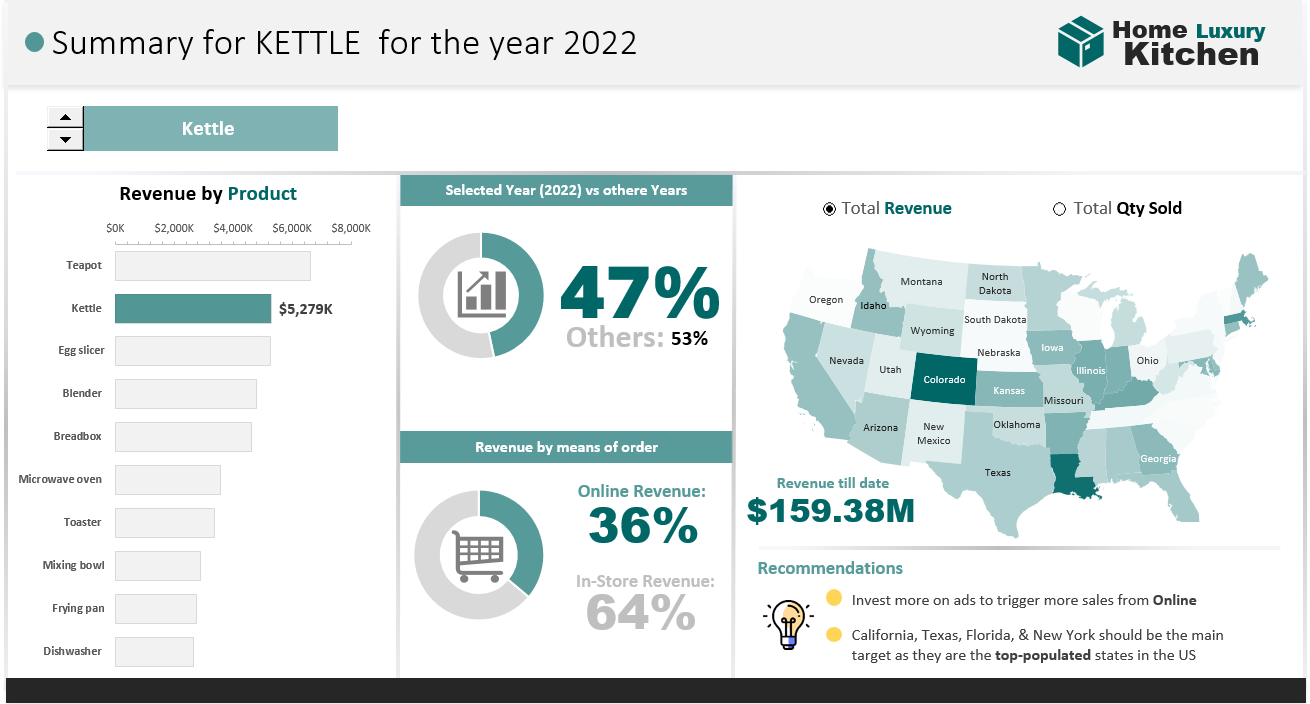 Summary for KETTLE for the year 2022
Home Luxury
Kitchen
Kettle
Revenue by Product
$0K $2,000K $4,000K $6,000K $8,000K
Teapot
Kettle $5,279K
Egg slicer
Blender
Breadbox
Microwave oven
Toaster
Mixing bowl
Frying pan
Dishwasher
Selected Year (2022) vs othere Years
47%
Others: 53%
Revenue by means of order
Online Revenue:
36%
In-Store Revenue:
64%
Total Revenue
Total Qty Sold
Montana
North
Dakota
Oregon
Idaho
South Dakota
Wyoming
Nebraska
Iowa
Nevada
Utah
Colorado
Illinois
Ohio
Kansas
Missouri
Arizona
New
Mexico
Oklahoma
Georgia
Texas
Revenue till date
$159.38M
Recommendations
Invest more on ads to trigger more sales from Online
California, Texas, Florida, & New York should be the main
target as they are the top-populated states in the US